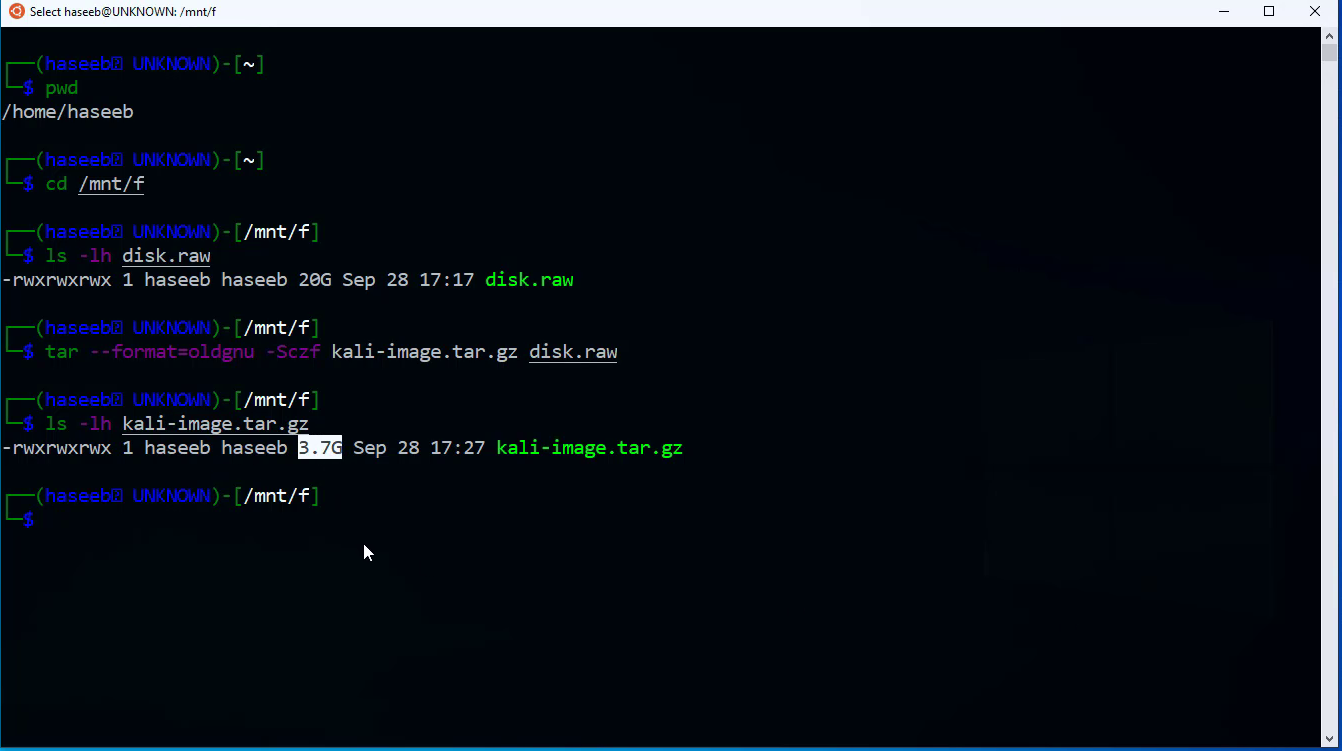 Select haseeb@UNKNOWN: /mnt/f
┌──(haseeb㉿ UNKNOWN)-[~]
└─$ pwd
/home/haseeb
┌──(haseeb㉿ UNKNOWN)-[~]
└─$ cd /mnt/f
┌──(haseeb㉿ UNKNOWN)-[/mnt/f]
└─$ ls -lh disk.raw
-rwxrwxrwx 1 haseeb haseeb 20G Sep 28 17:17 disk.raw
┌──(haseeb㉿ UNKNOWN)-[/mnt/f]
└─$ tar --format=oldgnu -Sczf kali-image.tar.gz disk.raw
┌──(haseeb㉿ UNKNOWN)-[/mnt/f]
└─$ ls -lh kali-image.tar.gz
-rwxrwxrwx 1 haseeb haseeb 3.7G Sep 28 17:27 kali-image.tar.gz
┌──(haseeb㉿ UNKNOWN)-[/mnt/f]
└─$